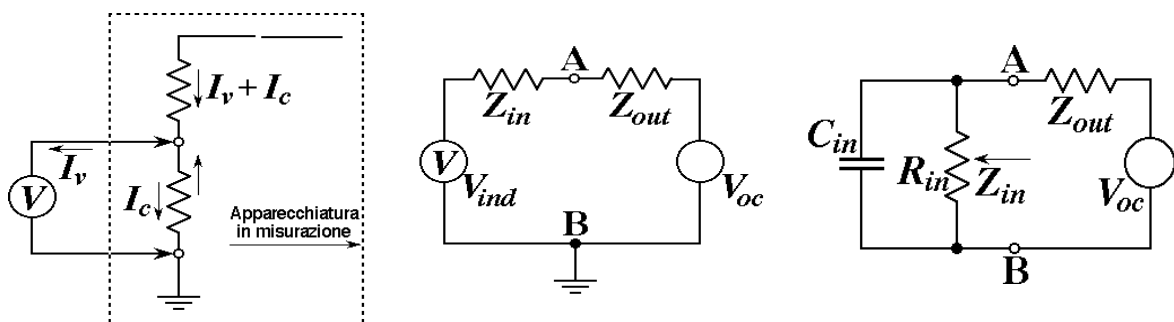 I_v + I_c
I_v
V
I_c
Apparecchiatura
in misurazione
A
Z_in
Z_out
V
V_ind
V_oc
B
A
Z_out
C_in
R_in
Z_in
V_oc
B